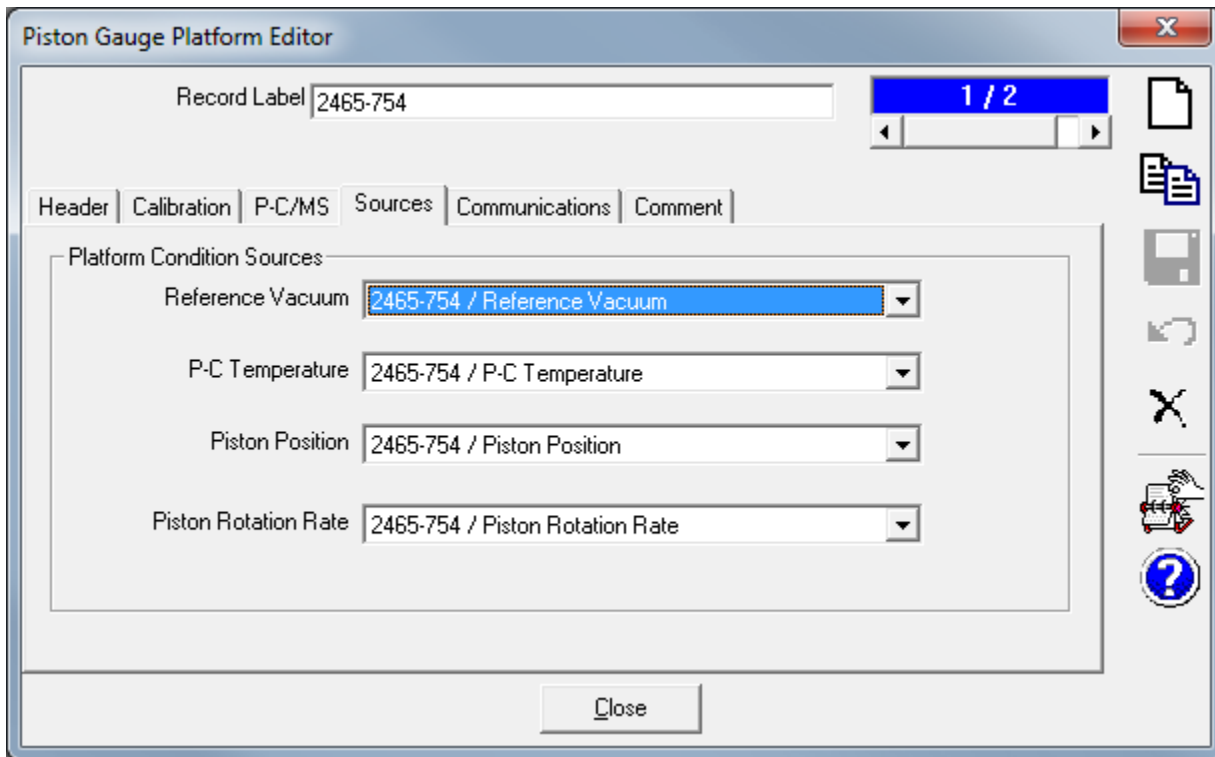 Piston Gauge Platform Editor
Record Label 2465-754
1 / 2
Header Calibration P-C/MS Sources Communications Comment
Platform Condition Sources
Reference Vacuum 2465-754 / Reference Vacuum
P-C Temperature 2465-754 / P-C Temperature
Piston Position 2465-754 / Piston Position
Piston Rotation Rate 2465-754 / Piston Rotation Rate
Close